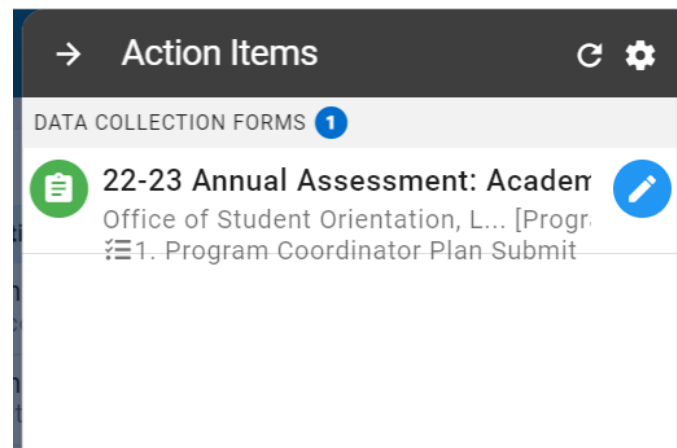 Action Items
DATA COLLECTION FORMS 1
22-23 Annual Assessment: Academ
Office of Student Orientation, L... [Progr
1. Program Coordinator Plan Submit